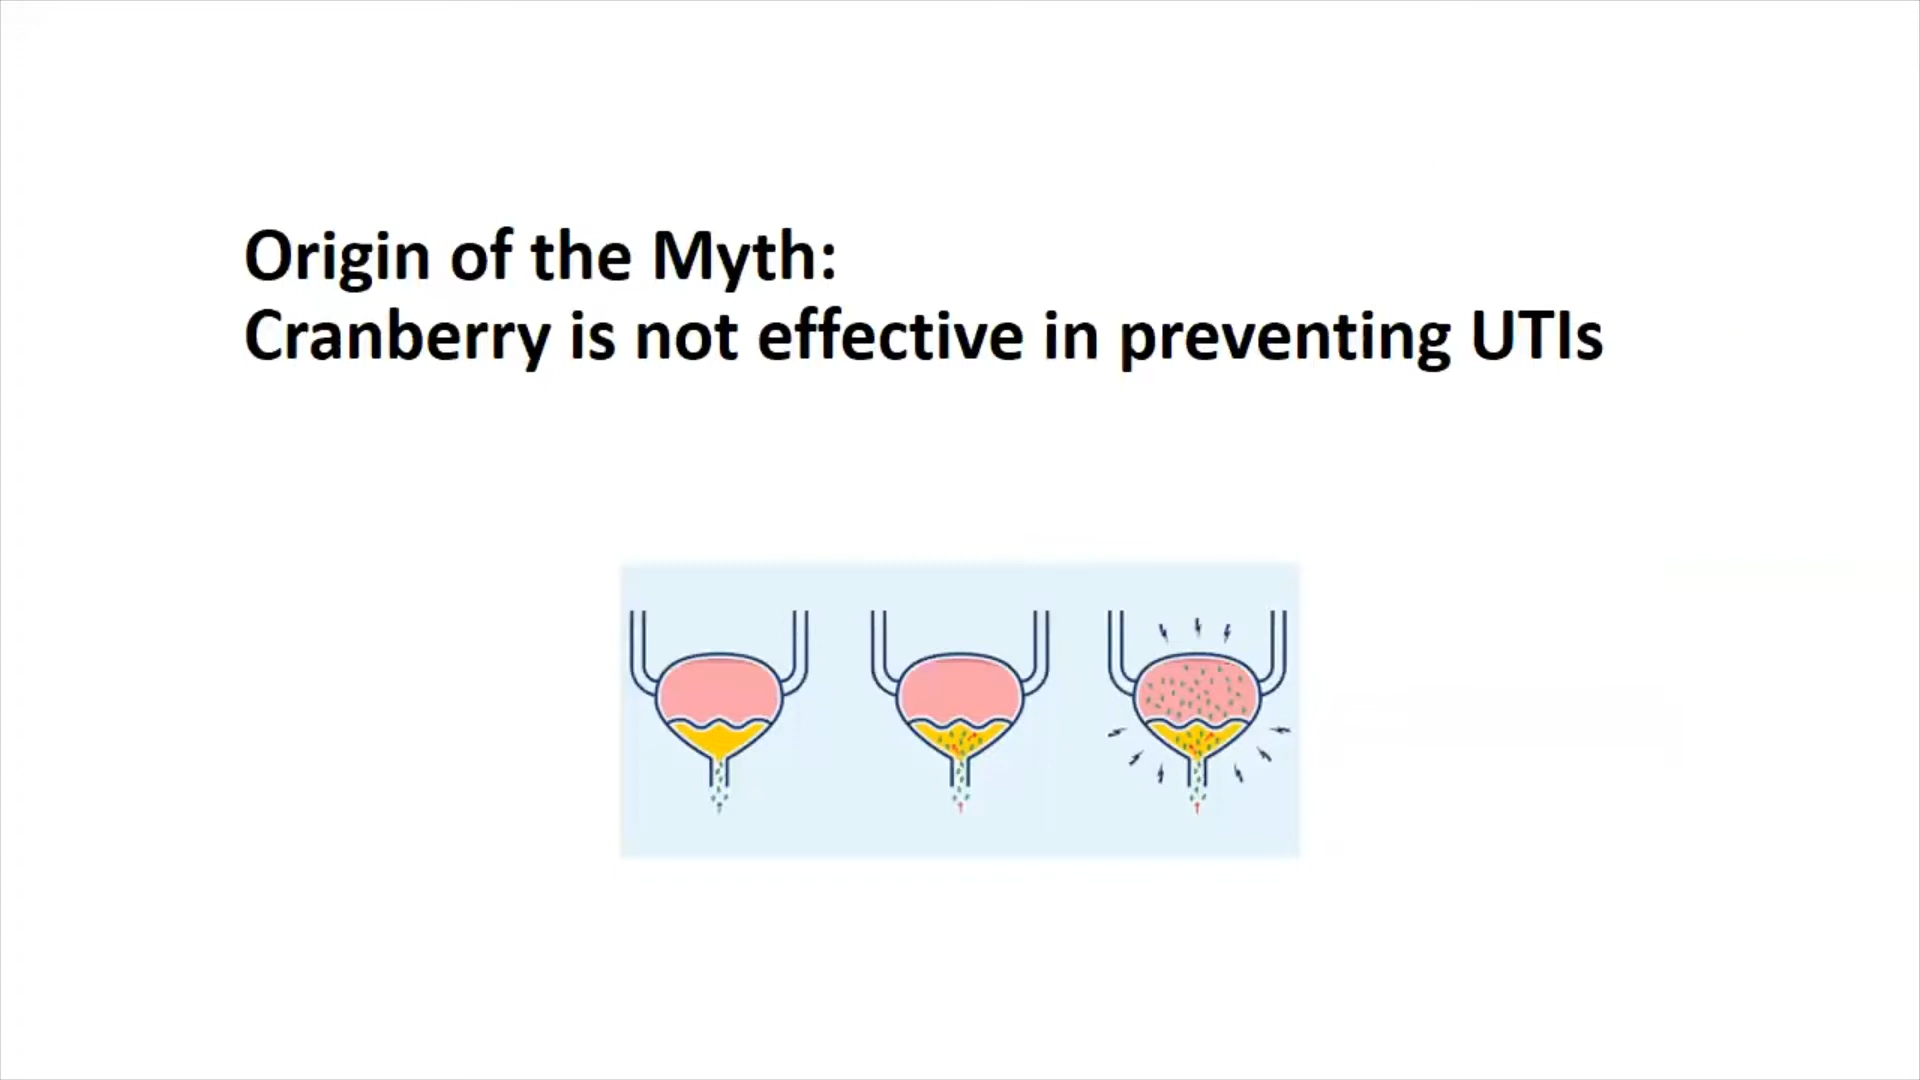 Origin of the Myth:
Cranberry is not effective in preventing UTIs